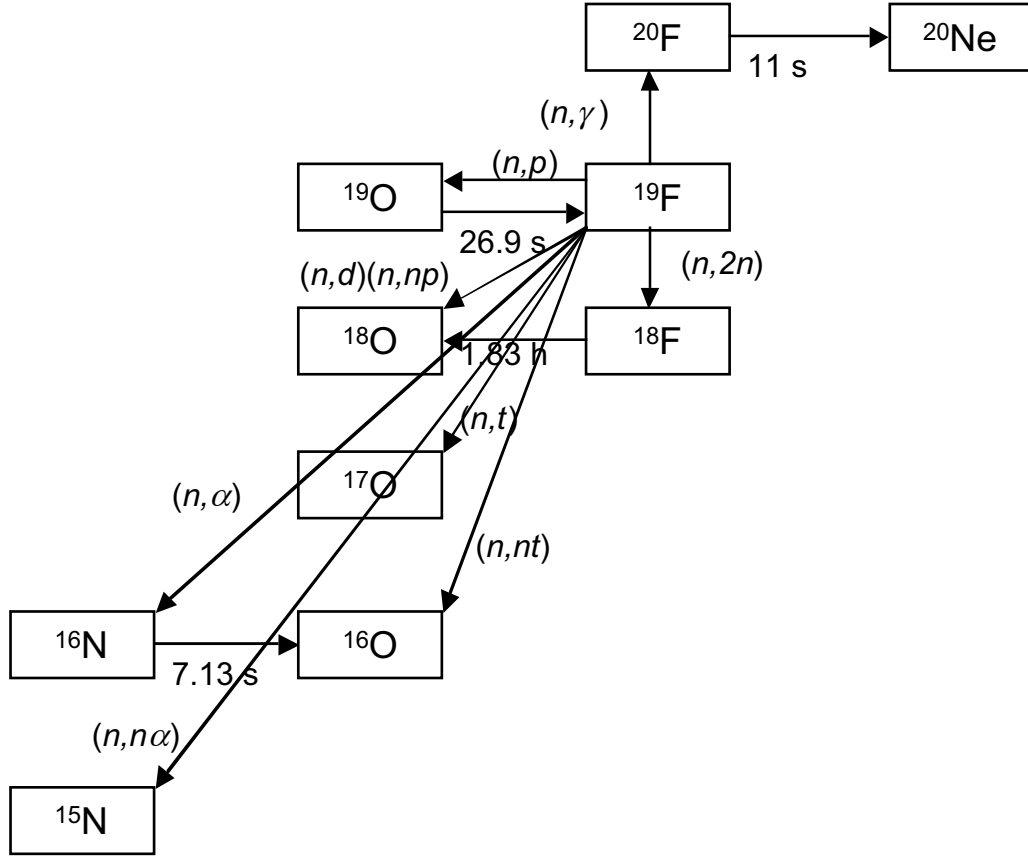 ²⁰F
²⁰Ne
11 s
(n,γ)
(n,p)
¹⁹O
¹⁹F
26.9 s
(n,2n)
(n,d)(n,np)
¹⁸O
1.83 h
¹⁸F
(n,t)
¹⁷O
(n,α)
(n,nt)
¹⁶N
¹⁶O
7.13 s
(n,nα)
¹⁵N